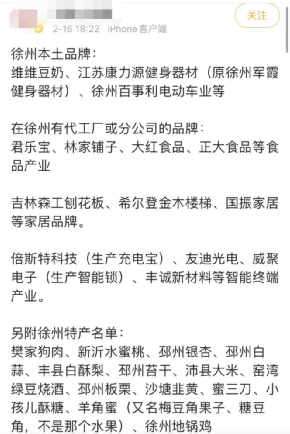 关注
2-16 18:22 iPhone客户端
徐州本土品牌：
维维豆奶、江苏康力源健身器材（原徐州军霞
健身器材）、徐州百事利电动车业等
在徐州有代工厂或分公司的品牌：
君乐宝、林家铺子、大红食品、正大食品等食
品产业
吉林森工刨花板、希尔登金木楼梯、国振家居
等家居品牌。
倍斯特科技（生产充电宝）、友迪光电、威聚
电子（生产智能锁）、丰诚新材料等智能终端
产业。
另附徐州特产名单：
樊家狗肉、新沂水蜜桃、邳州银杏、邳州白
蒜、丰县白酥梨、邳州苔干、沛县大米、窑湾
绿豆烧酒、邳州板栗、沙塘韭黄、蜜三刀、小
孩儿酥糖、羊角蜜（又名梅豆角果子、糖豆
角，不是那个水果）、徐州地锅鸡